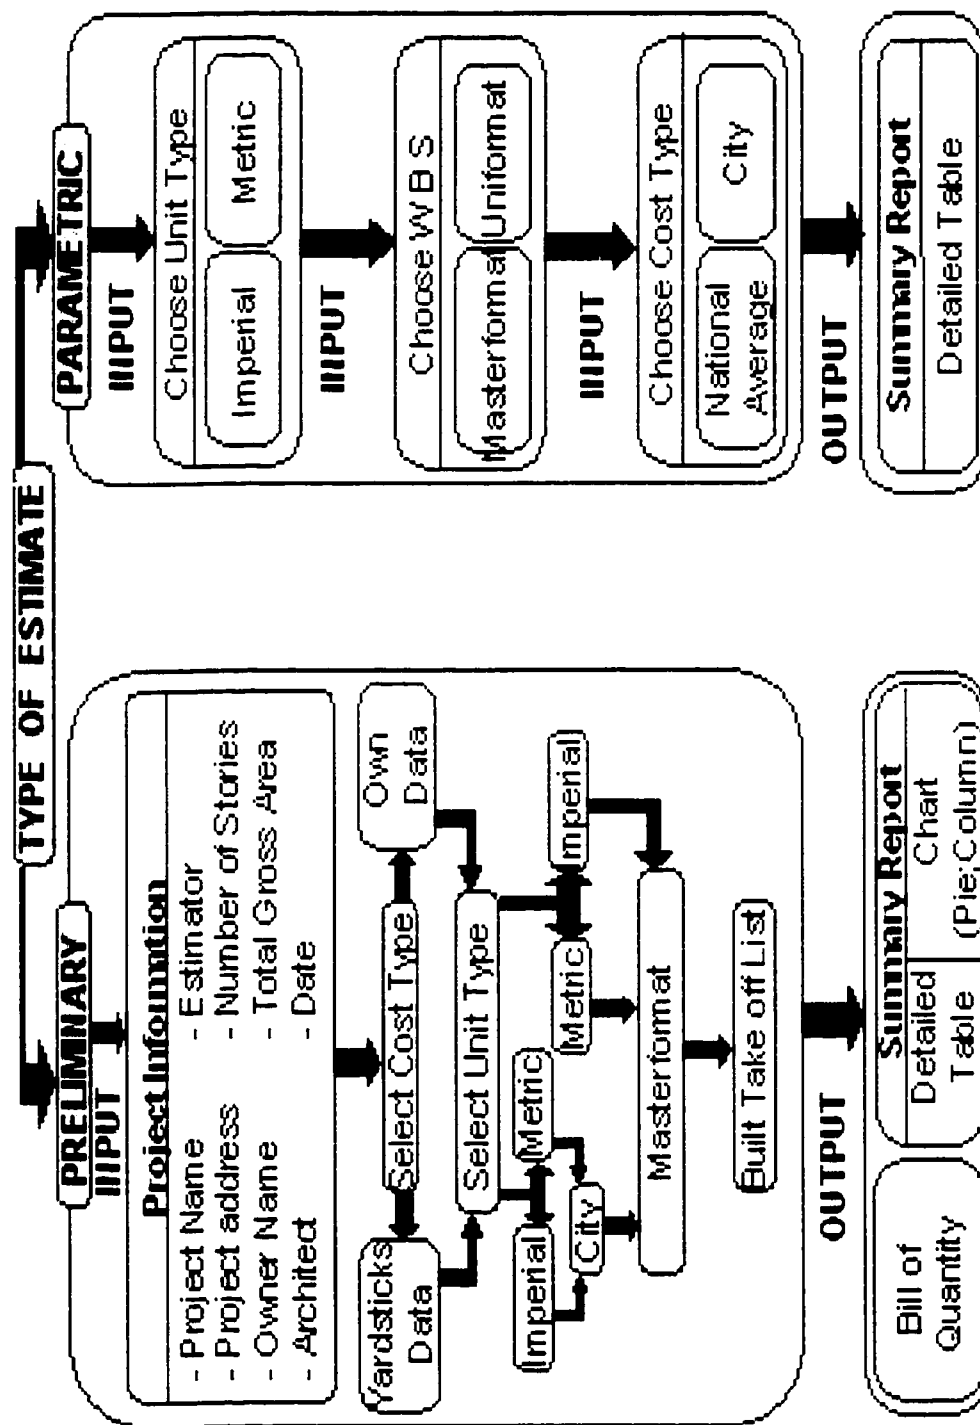 TYPE OF ESTIMATE
PRELIMINARY
INPUT
Project Information
- Project Name
- Project address
- Owner Name
- Architect
- Estimator
- Number of Stories
- Total Gross Area
- Date
Yardsticks
Data
Select Cost Type
Own
Data
Select Unit Type
Imperial
Metric
Metric
Imperial
City
Masterformat
Built Take off List
OUTPUT
Bill of
Quantity
Summary Report
Detailed
Table
Chart
(Pie;Column)
PARAMETRIC
INPUT
Choose Unit Type
Imperial
Metric
INPUT
Choose WBS
Masterformat
Uniformat
INPUT
Choose Cost Type
National
Average
City
OUTPUT
Summary Report
Detailed Table